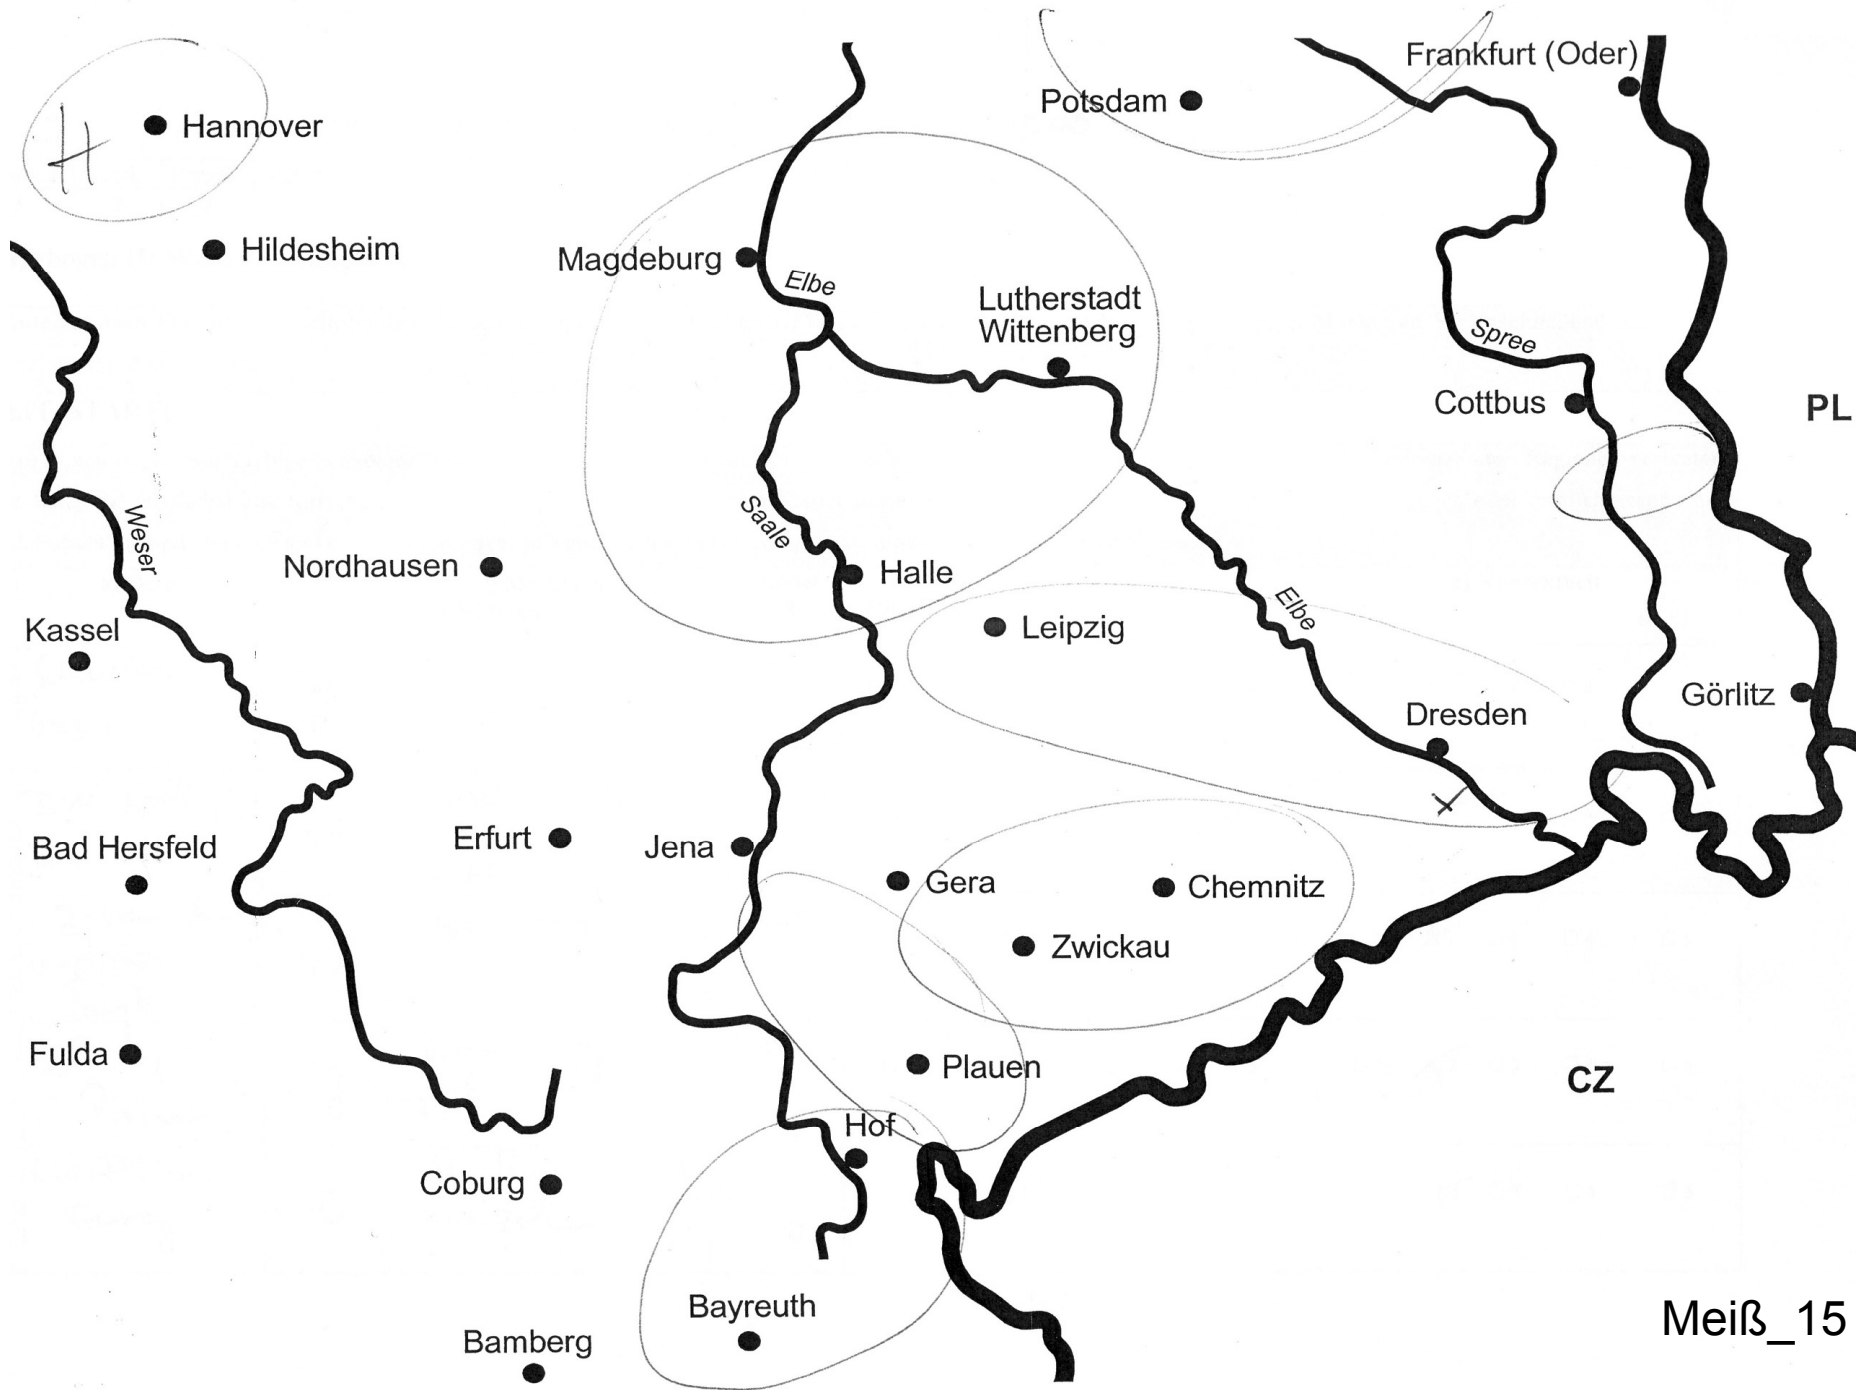 Frankfurt (Oder)
Potsdam
H
Hannover
Hildesheim
Magdeburg
Elbe
Lutherstadt
Wittenberg
Spree
Cottbus
PL
Weser
Saale
Nordhausen
Halle
Elbe
Kassel
Leipzig
Görlitz
Dresden
Bad Hersfeld
Erfurt
Jena
Gera
Chemnitz
Zwickau
Fulda
Plauen
CZ
Hof
Coburg
Bayreuth
Meiß_15
Bamberg